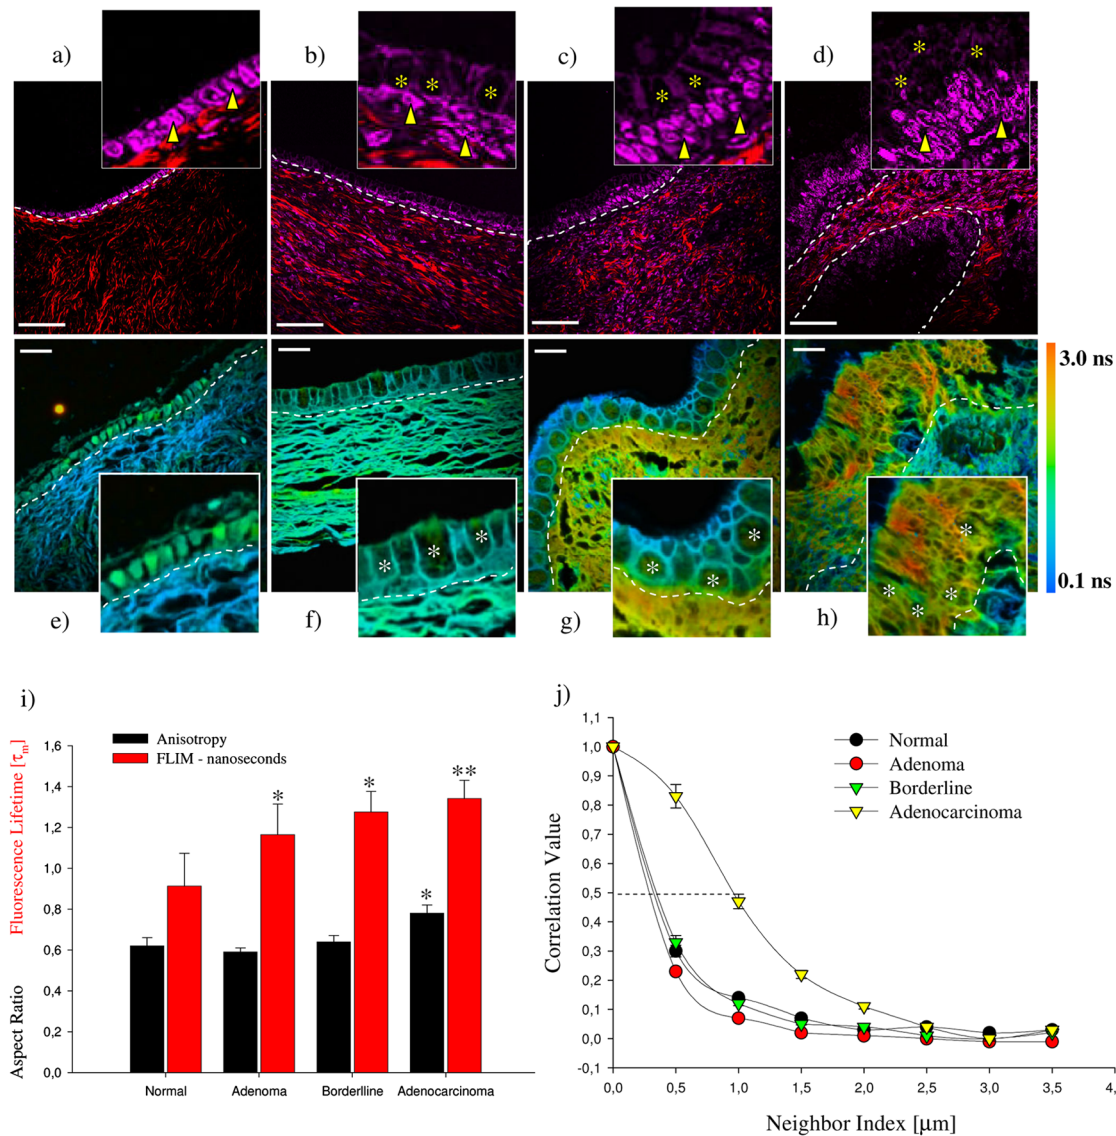 a)
b)
c)
d)
*
*
*
*
*
*
*
*
*
3.0 ns
0.1 ns
*
*
*
*
*
*
*
*
*
*
e)
f)
g)
h)
i)
Anisotropy
FLIM - nanoseconds
Fluorescence Lifetime [τm]
Aspect Ratio
1,6
1,4
1,2
1,0
0,8
0,6
0,4
0,2
0,0
*
*
**
*
Normal
Adenoma
Borderlline
Adenocarcinoma
j)
Normal
Adenoma
Borderline
Adenocarcinoma
Correlation Value
1,1
1,0
0,9
0,8
0,7
0,6
0,5
0,4
0,3
0,2
0,1
0,0
-0,1
0,0
0,5
1,0
1,5
2,0
2,5
3,0
3,5
4,
Neighbor Index [μm]